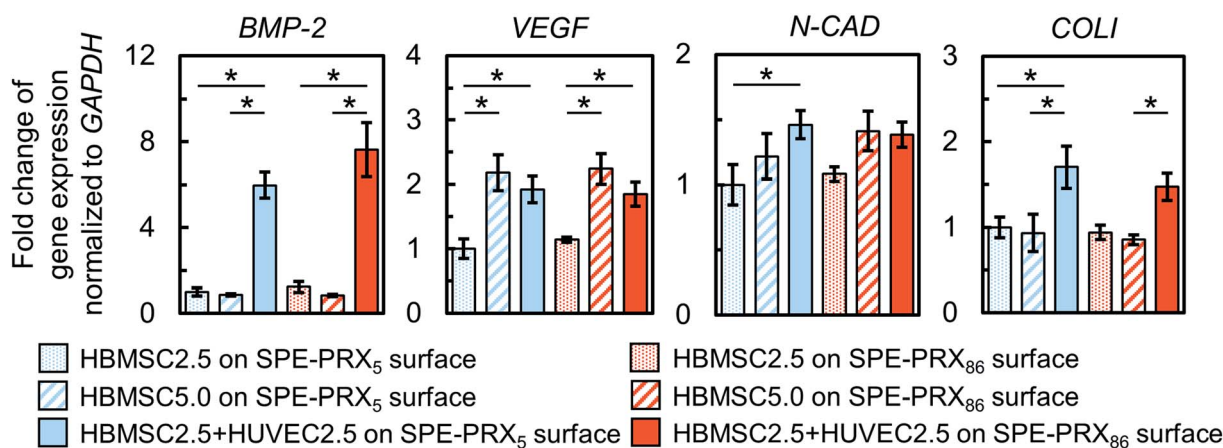 BMP-2 VEGF N-CAD COLI
Fold change of
gene expression
normalized to GAPDH
12 4 2 3
* * * *
* * * *
* * * *
8 3 2
* *
4 2 1 1
1
0 0 0 0
HBMSC2.5 on SPE-PRX₅ surface HBMSC2.5 on SPE-PRX₈₆ surface
HBMSC5.0 on SPE-PRX₅ surface HBMSC5.0 on SPE-PRX₈₆ surface
HBMSC2.5+HUVEC2.5 on SPE-PRX₅ surface HBMSC2.5+HUVEC2.5 on SPE-PRX₈₆ surface